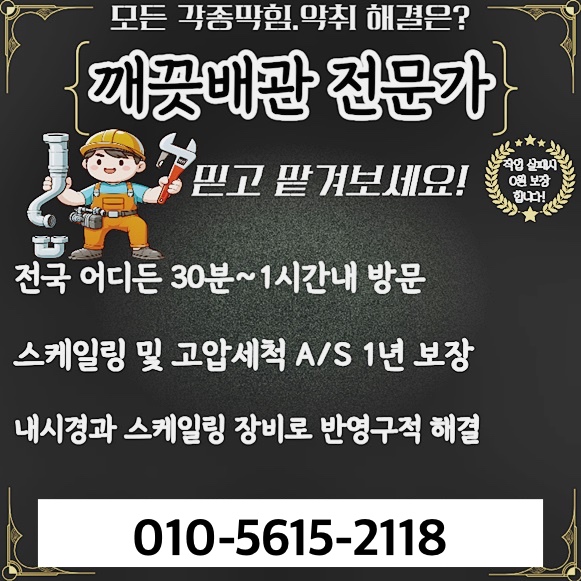 모든 각종막힘.악취 해결은?
깨끗배관 전문가
믿고 맡겨보세요!
작업 실패시
0원 보장
합니다!
전국 어디든 30분~1시간내 방문
스케일링 및 고압세척 A/S 1년 보장
내시경과 스케일링 장비로 반영구적 해결
010-5615-2118